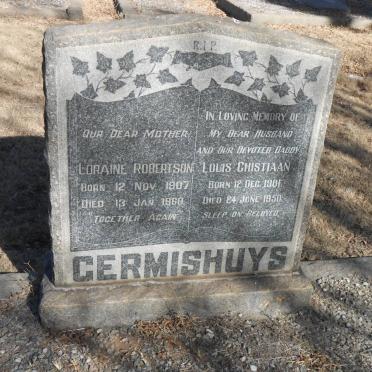 R.I.P.
Our Dear Mother
Loraine Robertson
Born 12 Nov. 1907
Died 13 Jan. 1960
"Together Again"
In Loving Memory of
My Dear Husband
and Our Devoted Daddy
Louis Chistiaan
Born 12 Dec. 1901
Died 24 June 1950
Sleep on Beloved
GERMISHUYS